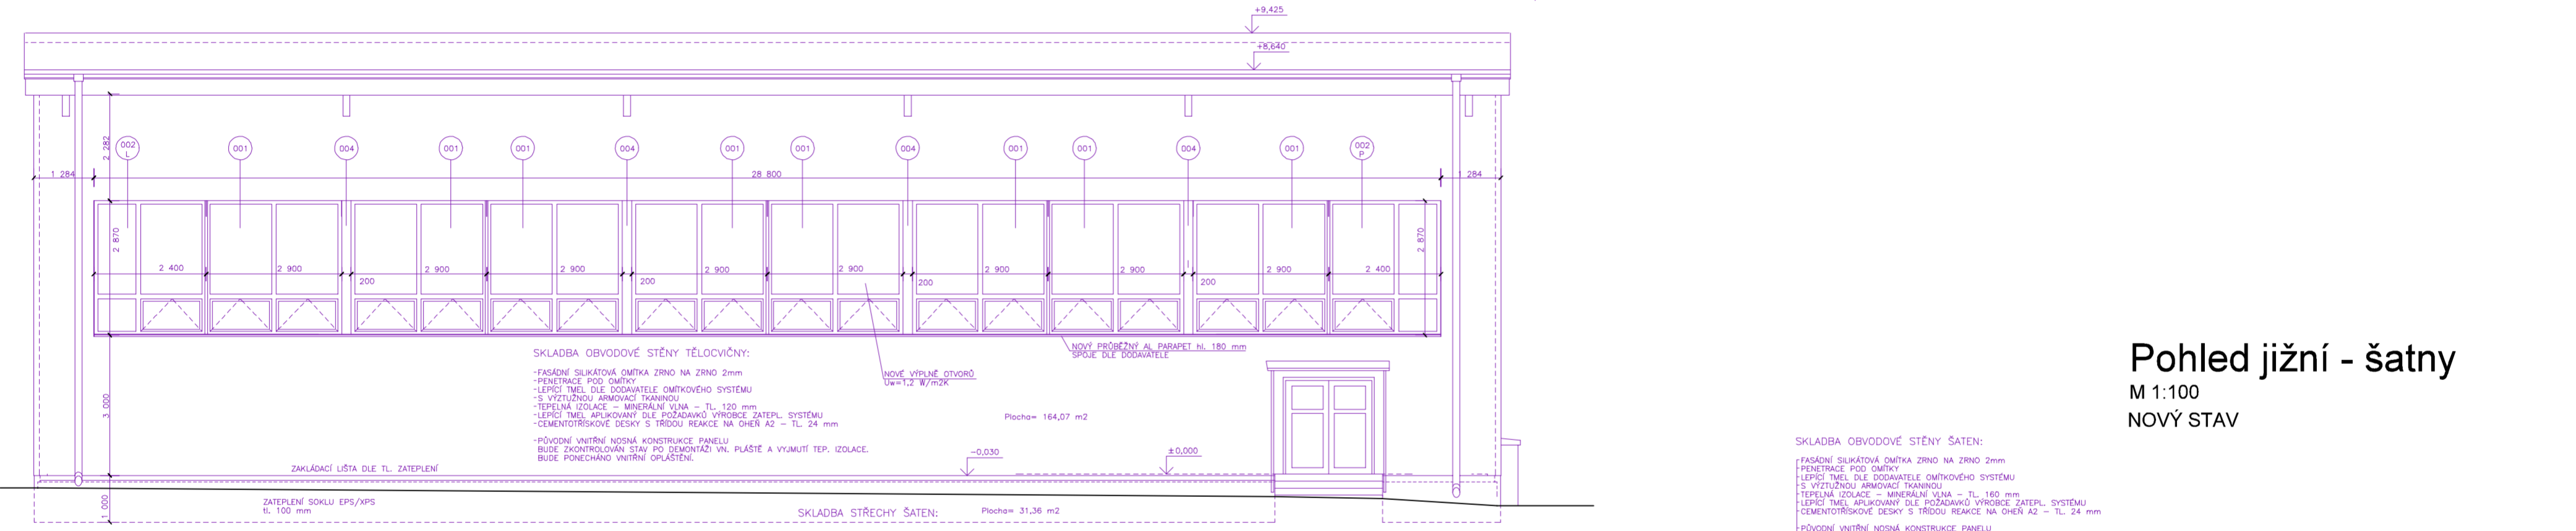 +9,425
+8,640
2 282
002
L
001
004
001
001
004
001
001
004
001
001
004
001
002
P
1 284
28 800
1 284
2 870
2 870
2 400
2 900
200
2 900
2 900
200
2 900
2 900
200
2 900
2 900
200
2 900
2 400
SKLADBA OBVODOVÉ STĚNY TĚLOCVIČNY:
-FASÁDNÍ SILIKÁTOVÁ OMÍTKA ZRNO NA ZRNO 2mm
-PENETRACE POD OMÍTKY
-LEPÍCÍ TMEL DLE DODAVATELE OMÍTKOVÉHO SYSTÉMU
-S VÝZTUŽNOU ARMOVACÍ TKANINOU
-TEPELNÁ IZOLACE - MINERÁLNÍ VLNA - TL. 120 mm
-LEPÍCÍ TMEL APLIKOVANÝ DLE POŽADAVKŮ VÝROBCE ZATEPL. SYSTÉMU
-CEMENTOTŘÍSKOVÉ DESKY S TŘÍDOU REAKCE NA OHEŇ A2 - TL. 24 mm
-PŮVODNÍ VNITŘNÍ NOSNÁ KONSTRUKCE PANELU
BUDE ZKONTROLOVÁN STAV PO DEMONTÁŽI VN. PLÁŠTĚ A VYJMUTÍ TEP. IZOLACE.
BUDE PONECHÁNO VNITŘNÍ OPLÁŠTĚNÍ.
NOVÉ VÝPLNĚ OTVORŮ
Uw=1,2 W/m2K
NOVÝ PRŮBĚŽNÝ AL PARAPET hl. 180 mm
SPOJE DLE DODAVATELE
Plocha= 164,07 m2
3 000
-0,030
±0,000
ZAKLÁDACÍ LIŠTA DLE TL. ZATEPLENÍ
1 000
ZATEPLENÍ SOKLU EPS/XPS
tl. 100 mm
SKLADBA STŘECHY ŠATEN:
Plocha= 31,36 m2
Pohled jižní - šatny
M 1:100
NOVÝ STAV
SKLADBA OBVODOVÉ STĚNY ŠATEN:
-FASÁDNÍ SILIKÁTOVÁ OMÍTKA ZRNO NA ZRNO 2mm
-PENETRACE POD OMÍTKY
-LEPÍCÍ TMEL DLE DODAVATELE OMÍTKOVÉHO SYSTÉMU
-S VÝZTUŽNOU ARMOVACÍ TKANINOU
-TEPELNÁ IZOLACE - MINERÁLNÍ VLNA - TL. 160 mm
-LEPÍCÍ TMEL APLIKOVANÝ DLE POŽADAVKŮ VÝROBCE ZATEPL. SYSTÉMU
-CEMENTOTŘÍSKOVÉ DESKY S TŘÍDOU REAKCE NA OHEŇ A2 - TL. 24 mm
-PŮVODNÍ VNITŘNÍ NOSNÁ KONSTRUKCE PANELU